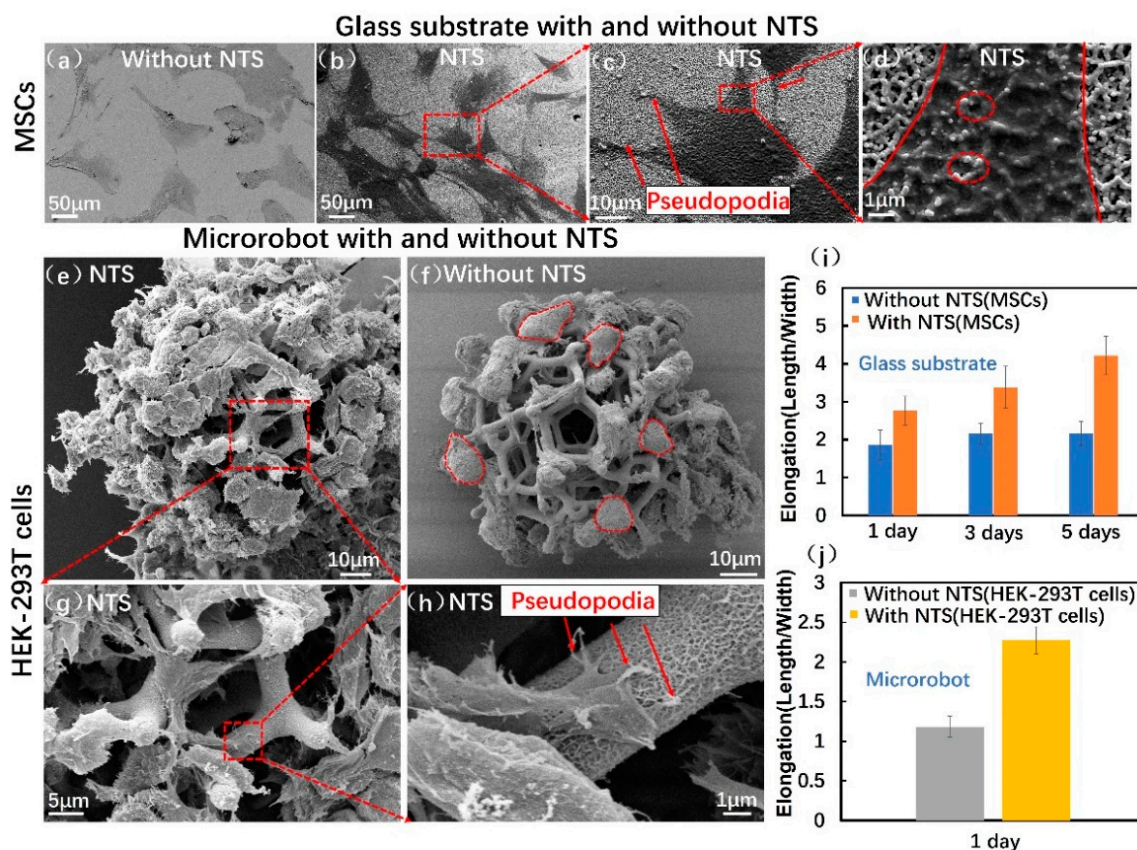 Glass substrate with and without NTS
MSCs
(a) Without NTS
50μm
(b) NTS
50μm
(c) NTS
Pseudopodia
10μm
(d) NTS
1μm
Microrobot with and without NTS
HEK-293T cells
(e) NTS
10μm
(f) Without NTS
10μm
(g) NTS
5μm
(h) NTS
Pseudopodia
1μm
(i)
Elongation(Length/Width)
6
5
4
3
2
1
0
Without NTS(MSCs)
With NTS(MSCs)
Glass substrate
1 day
3 days
5 days
(j)
Elongation(Length/Width)
3
2.5
2
1.5
1
0.5
0
Without NTS(HEK-293T cells)
With NTS(HEK-293T cells)
Microrobot
1 day